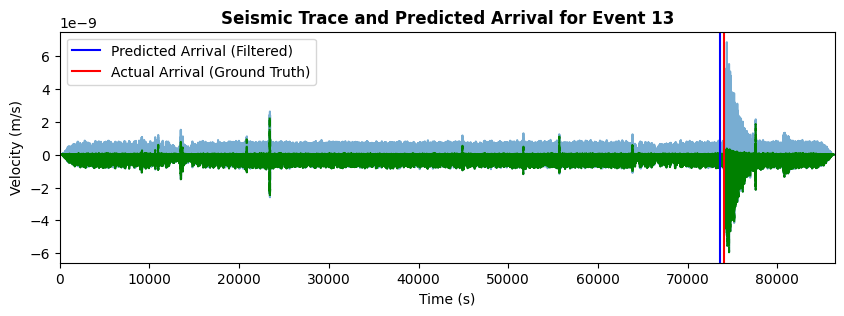 Seismic Trace and Predicted Arrival for Event 13
1e−9
Predicted Arrival (Filtered)
Actual Arrival (Ground Truth)
6
4
2
0
−2
−4
−6
Velocity (m/s)
0 10000 20000 30000 40000 50000 60000 70000 80000
Time (s)